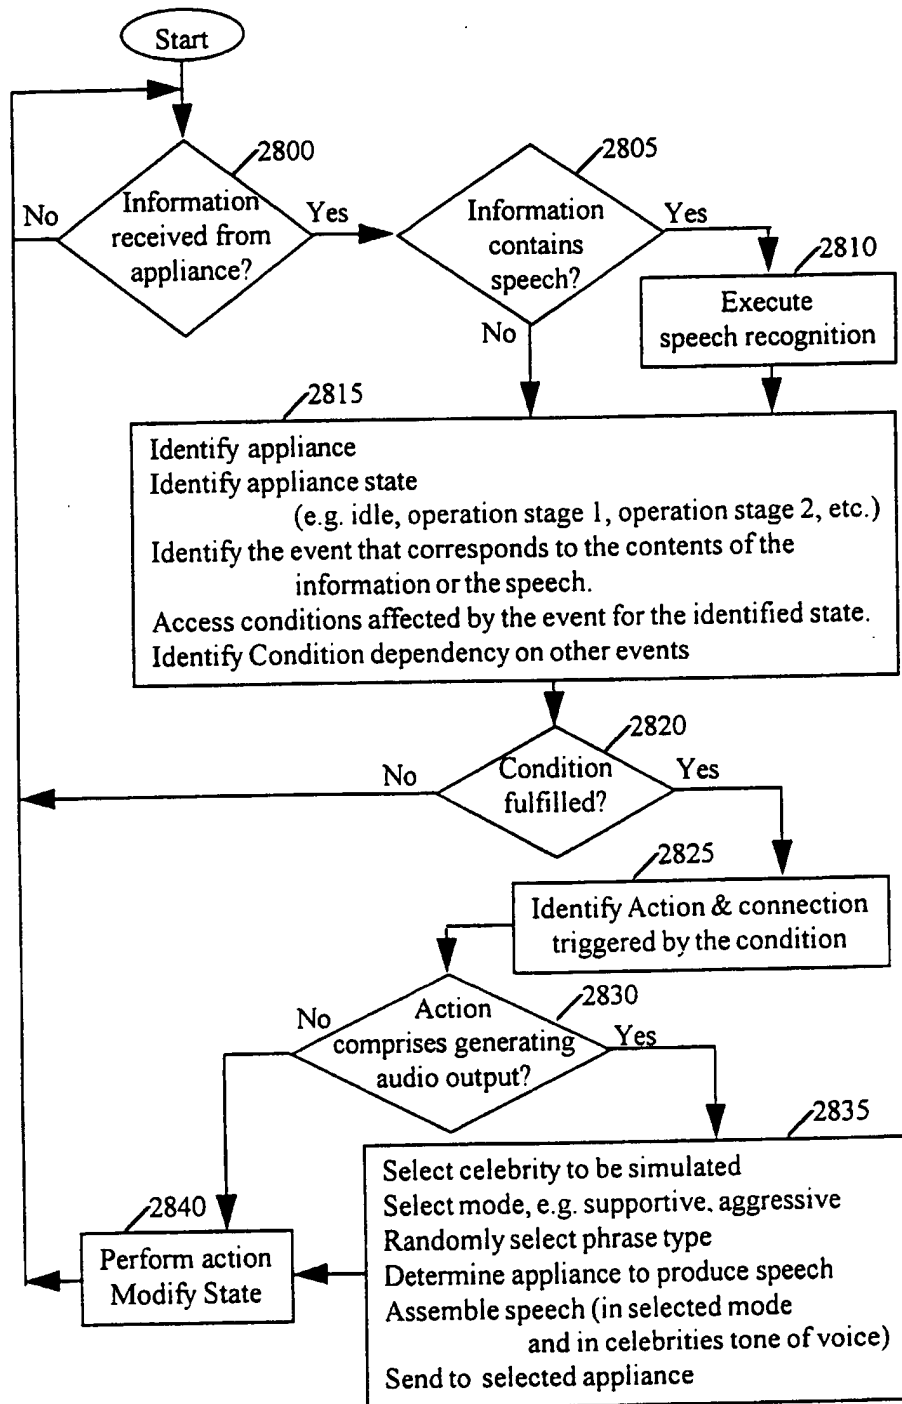 Start
2800
Information
received from
appliance?
No
Yes
2805
Information
contains
speech?
Yes
No
2810
Execute
speech recognition
2815
Identify appliance
Identify appliance state
(e.g. idle, operation stage 1, operation stage 2, etc.)
Identify the event that corresponds to the contents of the
information or the speech.
Access conditions affected by the event for the identified state.
Identify Condition dependency on other events
2820
Condition
fulfilled?
No
Yes
2825
Identify Action & connection
triggered by the condition
2830
Action
comprises generating
audio output?
No
Yes
2835
Select celebrity to be simulated
Select mode, e.g. supportive, aggressive
Randomly select phrase type
Determine appliance to produce speech
Assemble speech (in selected mode
and in celebrities tone of voice)
Send to selected appliance
2840
Perform action
Modify State